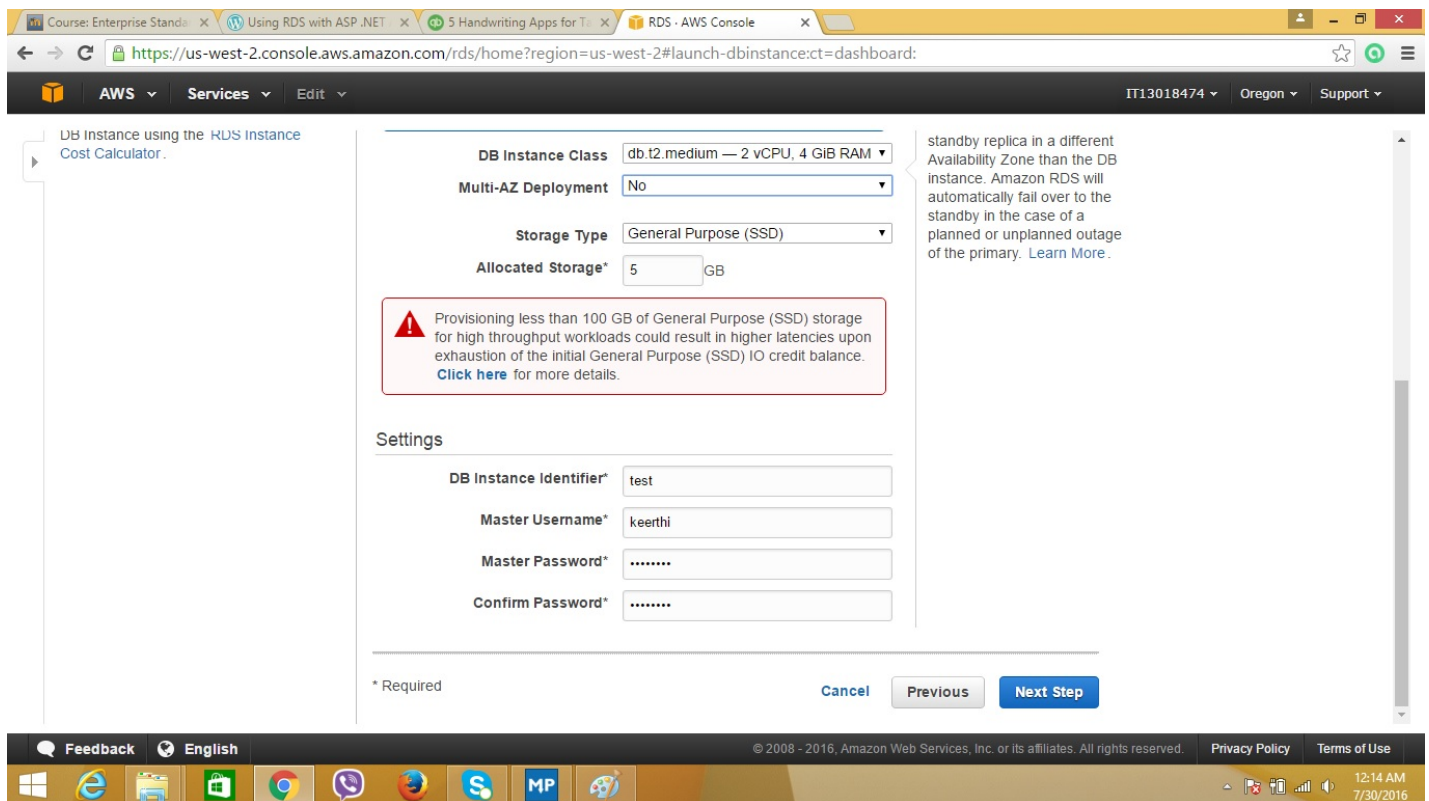 Course: Enterprise Standa
Using RDS with ASP .NET
5 Handwriting Apps for Ta
RDS · AWS Console
https://us-west-2.console.aws.amazon.com/rds/home?region=us-west-2#launch-dbinstance:ct=dashboard:
AWS Services Edit IT13018474 Oregon Support
DB Instance using the RDS Instance
Cost Calculator.
DB Instance Class db.t2.medium — 2 vCPU, 4 GiB RAM
Multi-AZ Deployment No
Storage Type General Purpose (SSD)
Allocated Storage* 5 GB
Provisioning less than 100 GB of General Purpose (SSD) storage
for high throughput workloads could result in higher latencies upon
exhaustion of the initial General Purpose (SSD) IO credit balance.
Click here for more details.
standby replica in a different
Availability Zone than the DB
instance. Amazon RDS will
automatically fail over to the
standby in the case of a
planned or unplanned outage
of the primary. Learn More.
Settings
DB Instance Identifier* test
Master Username* keerthi
Master Password* ••••••••
Confirm Password* ••••••••
* Required
Cancel Previous Next Step
Feedback English © 2008 - 2016, Amazon Web Services, Inc. or its affiliates. All rights reserved. Privacy Policy Terms of Use
MP
12:14 AM
7/30/2016